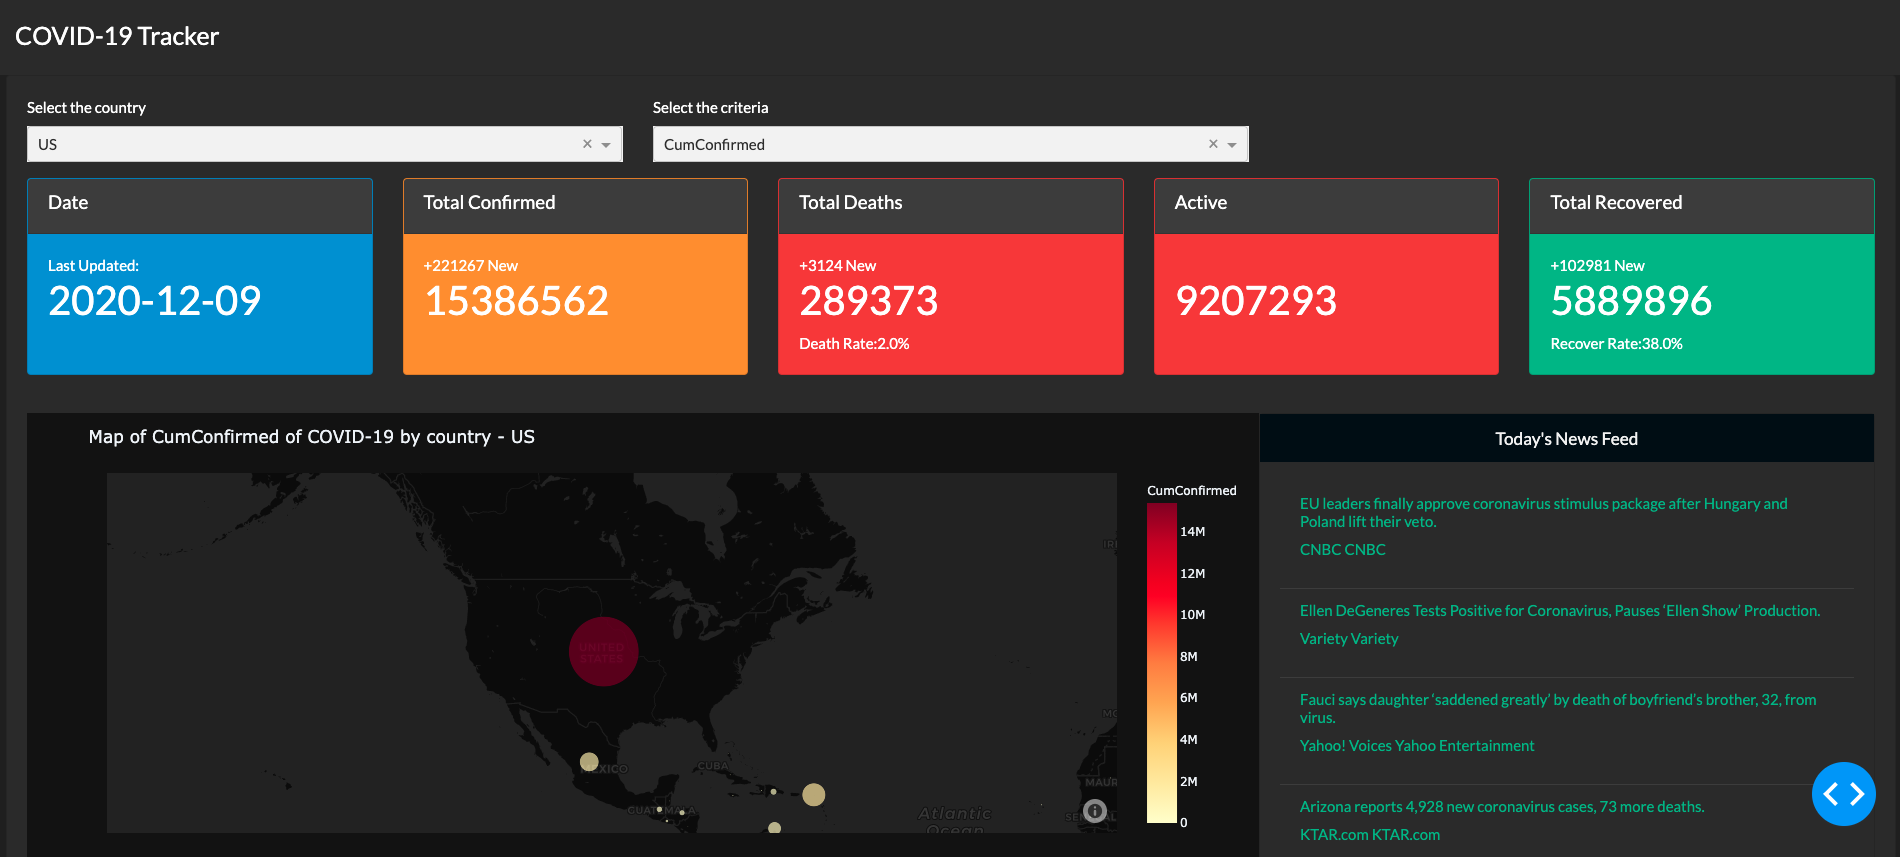 COVID-19 Tracker
Select the country
Select the criteria
US
CumConfirmed
Date
Last Updated:
2020-12-09
Total Confirmed
+221267 New
15386562
Total Deaths
+3124 New
289373
Death Rate:2.0%
Active
9207293
Total Recovered
+102981 New
5889896
Recover Rate:38.0%
Map of CumConfirmed of COVID-19 by country - US
UNITED
STATES
MEXICO
CUBA
GUATEMALA
Atlantic
Ocean
CumConfirmed
14M
12M
10M
8M
6M
4M
2M
0
Today's News Feed
EU leaders finally approve coronavirus stimulus package after Hungary and
Poland lift their veto.
CNBC CNBC
Ellen DeGeneres Tests Positive for Coronavirus, Pauses ‘Ellen Show’ Production.
Variety Variety
Fauci says daughter ‘saddened greatly’ by death of boyfriend's brother, 32, from
virus.
Yahoo! Voices Yahoo Entertainment
Arizona reports 4,928 new coronavirus cases, 73 more deaths.
KTAR.com KTAR.com